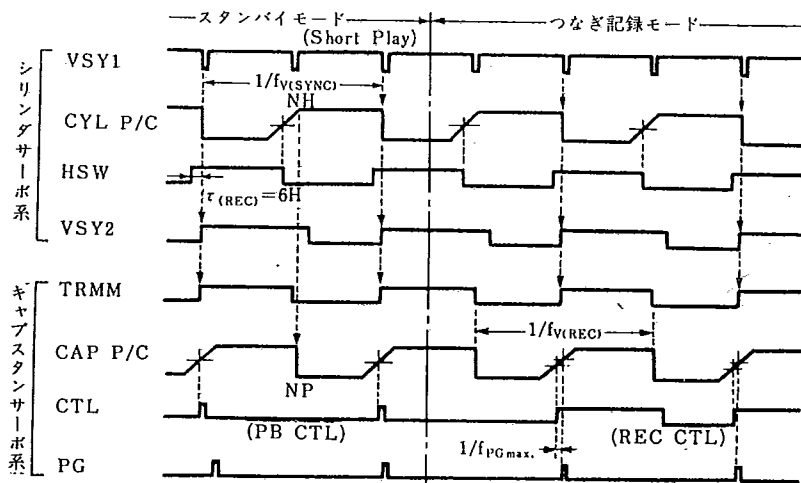 スタンバイモード
つなぎ記録モード
(Short Play)
シリンダサーボ系
VSY1
1/fV(SYNC)
NH
CYL P/C
HSW
τ(REC)=6H
VSY2
キャプスタンサーボ系
TRMM
1/fV(REC)
CAP P/C
NP
CTL
(PB CTL)
(REC CTL)
1/fPGmax.
PG